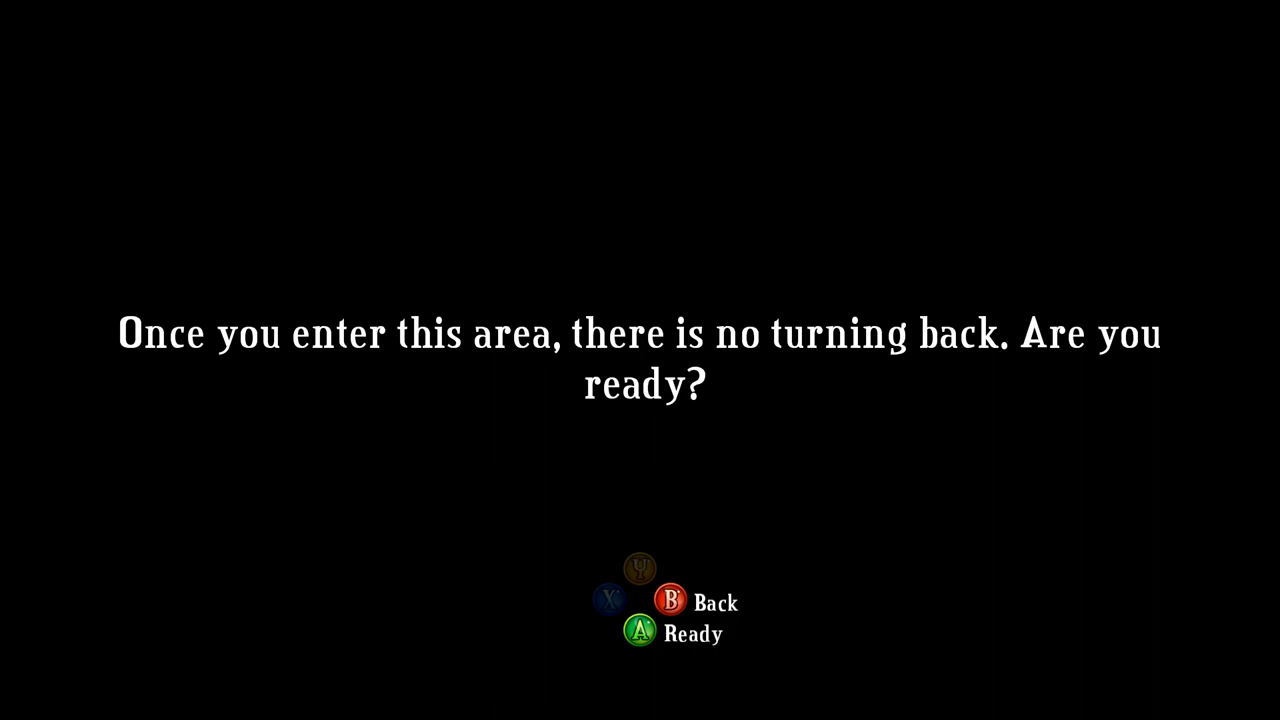 Once you enter this area, there is no turning back. Are you
ready?
Y
X
B Back
A Ready